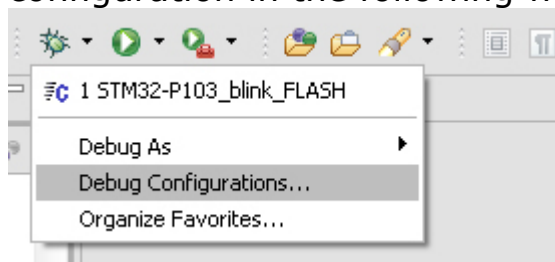 1 STM32-P103_blink_FLASH
Debug As
Debug Configurations...
Organize Favorites...